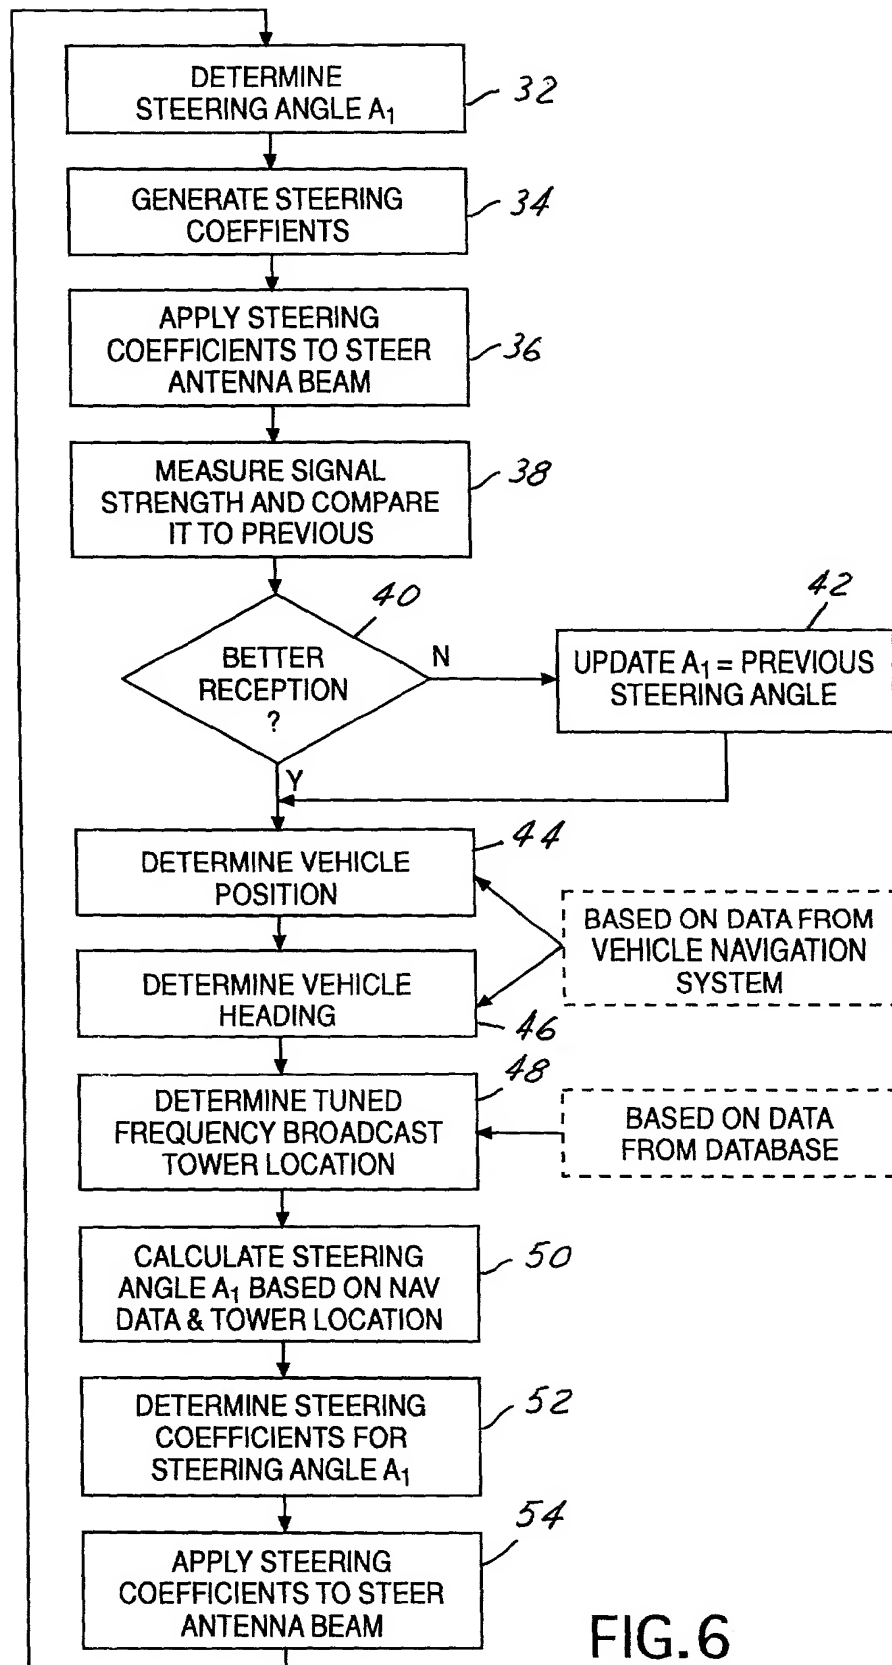 DETERMINE
STEERING ANGLE A1
32
GENERATE STEERING
COEFFIENTS
34
APPLY STEERING
COEFFICIENTS TO STEER
ANTENNA BEAM
36
MEASURE SIGNAL
STRENGTH AND COMPARE
IT TO PREVIOUS
38
40
BETTER
RECEPTION
?
N
Y
42
UPDATE A1 = PREVIOUS
STEERING ANGLE
44
DETERMINE VEHICLE
POSITION
BASED ON DATA FROM
VEHICLE NAVIGATION
SYSTEM
DETERMINE VEHICLE
HEADING
46
48
DETERMINE TUNED
FREQUENCY BROADCAST
TOWER LOCATION
BASED ON DATA
FROM DATABASE
CALCULATE STEERING
ANGLE A1 BASED ON NAV
DATA & TOWER LOCATION
50
DETERMINE STEERING
COEFFICIENTS FOR
STEERING ANGLE A1
52
54
APPLY STEERING
COEFFICIENTS TO STEER
ANTENNA BEAM
FIG.6